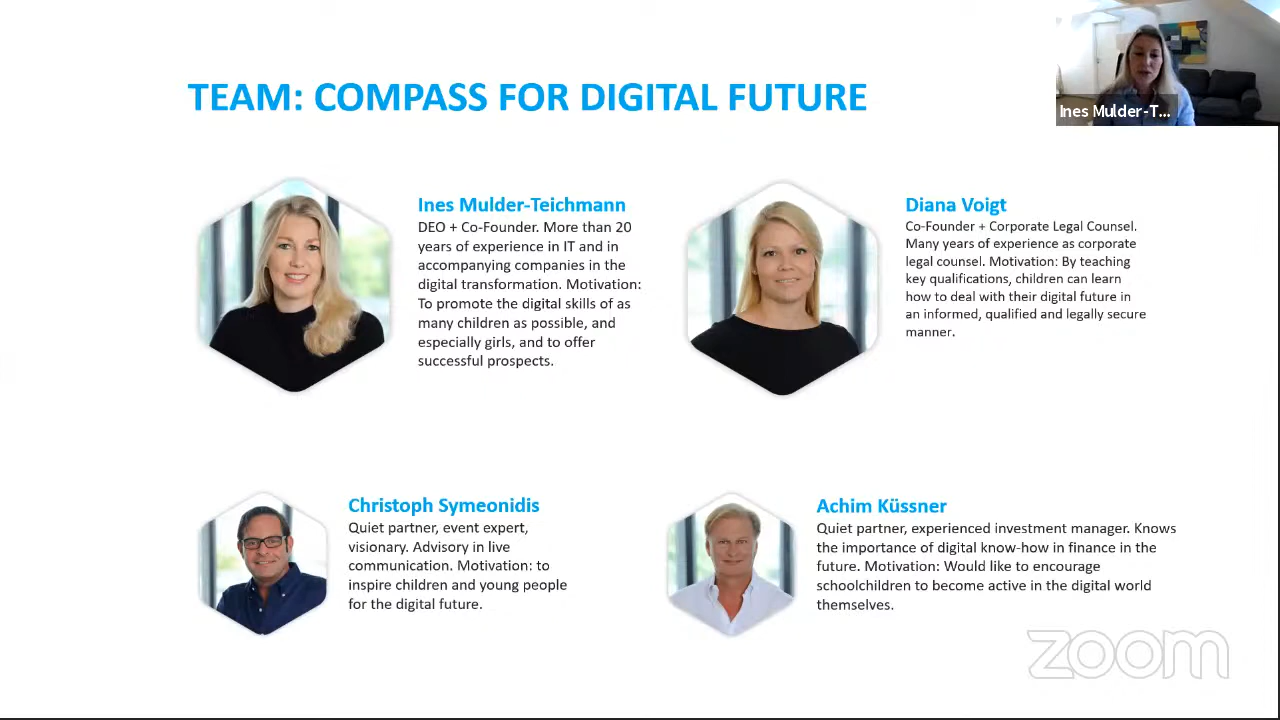 TEAM: COMPASS FOR DIGITAL FUTURE
Ines Mulder-T...
Ines Mulder-Teichmann
DEO + Co-Founder. More than 20
years of experience in IT and in
accompanying companies in the
digital transformation. Motivation:
To promote the digital skills of as
many children as possible, and
especially girls, and to offer
successful prospects.
Diana Voigt
Co-Founder + Corporate Legal Counsel.
Many years of experience as corporate
legal counsel. Motivation: By teaching
key qualifications, children can learn
how to deal with their digital future in
an informed, qualified and legally secure
manner.
Christoph Symeonidis
Quiet partner, event expert,
visionary. Advisory in live
communication. Motivation: to
inspire children and young people
for the digital future.
Achim Küssner
Quiet partner, experienced investment manager. Knows
the importance of digital know-how in finance in the
future. Motivation: Would like to encourage
schoolchildren to become active in the digital world
themselves.
zoom